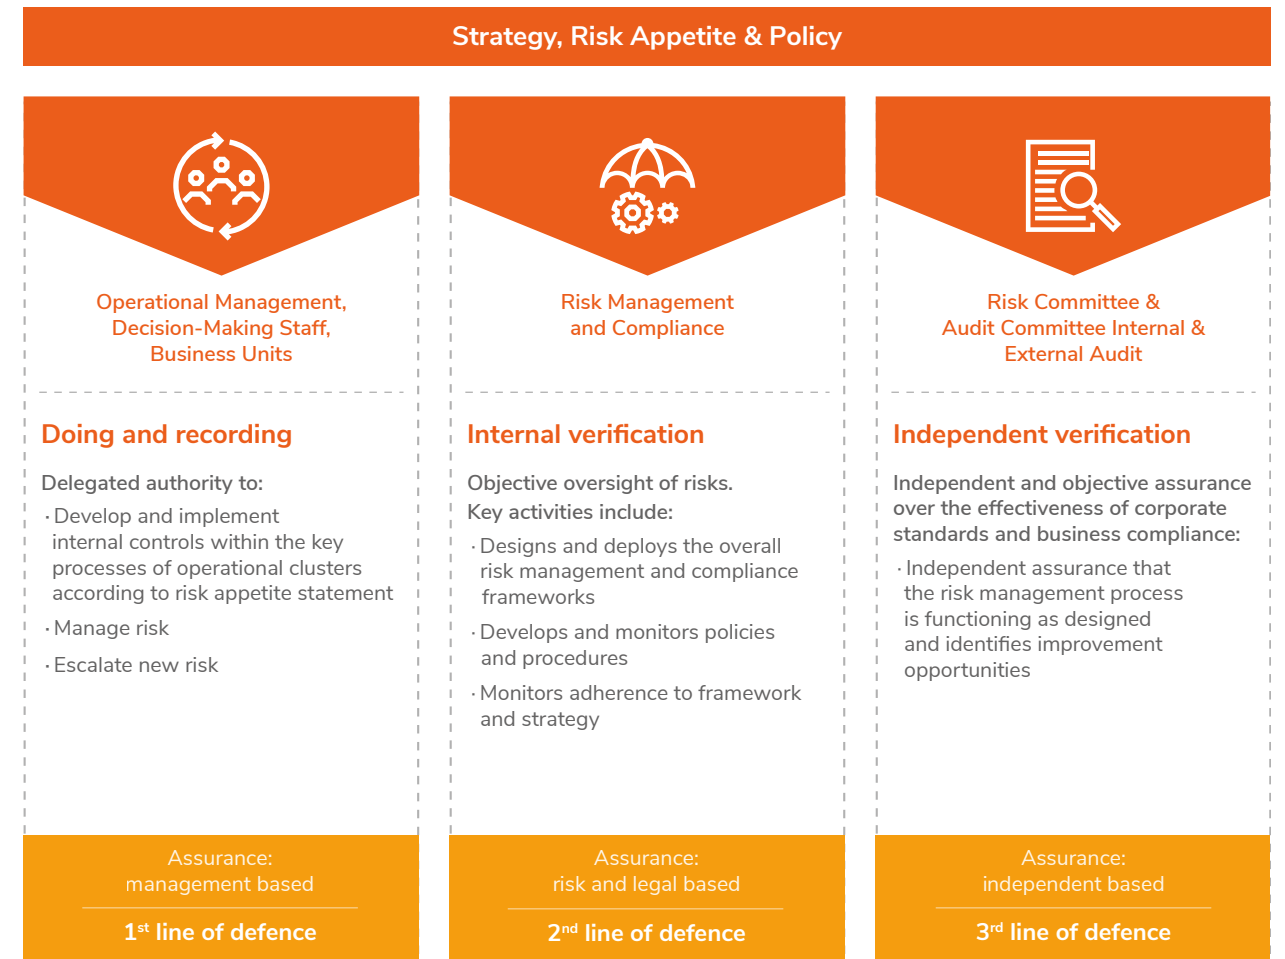 Strategy, Risk Appetite & Policy
Operational Management,
Decision-Making Staff,
Business Units
Doing and recording
Delegated authority to:
· Develop and implement
internal controls within the key
processes of operational clusters
according to risk appetite statement
· Manage risk
· Escalate new risk
Assurance:
management based
1st line of defence
Risk Management
and Compliance
Internal verification
Objective oversight of risks.
Key activities include:
· Designs and deploys the overall
risk management and compliance
frameworks
· Develops and monitors policies
and procedures
· Monitors adherence to framework
and strategy
Assurance:
risk and legal based
2nd line of defence
Risk Committee &
Audit Committee Internal &
External Audit
Independent verification
Independent and objective assurance
over the effectiveness of corporate
standards and business compliance:
· Independent assurance that
the risk management process
is functioning as designed
and identifies improvement
opportunities
Assurance:
independent based
3rd line of defence